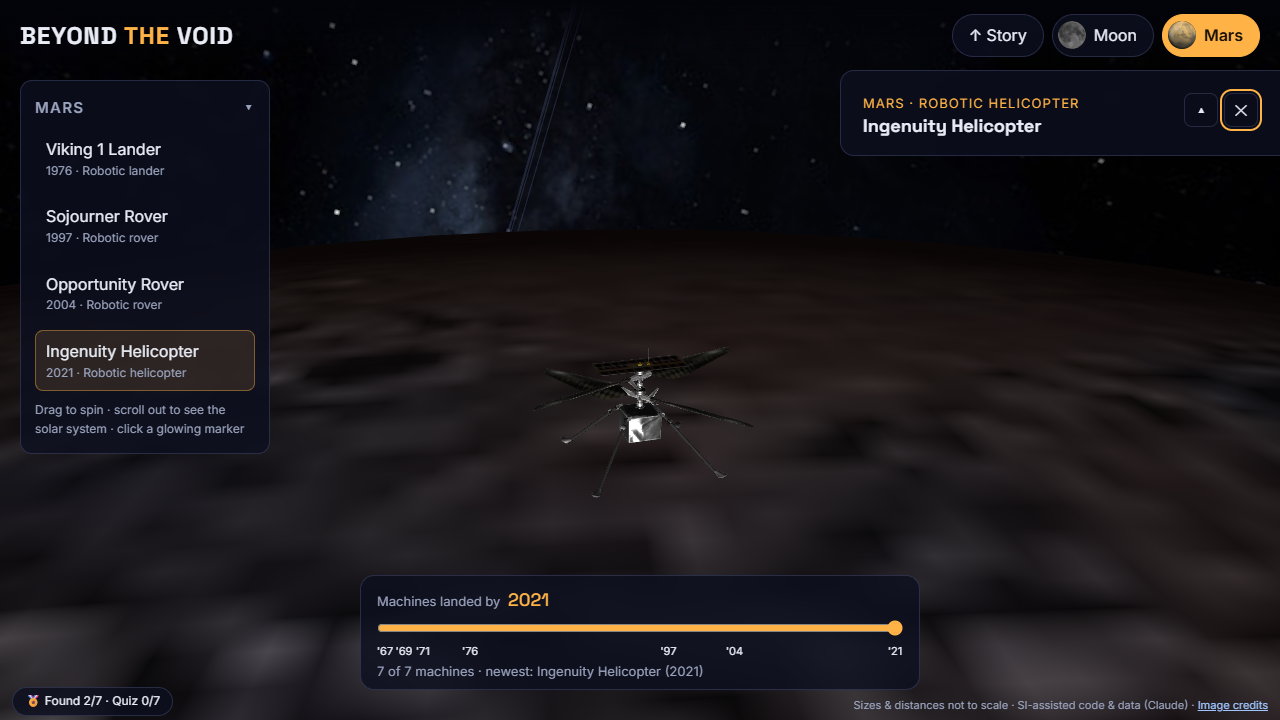 BEYOND THE VOID
↑ Story
Moon
Mars
MARS
Viking 1 Lander
1976 · Robotic lander
Sojourner Rover
1997 · Robotic rover
Opportunity Rover
2004 · Robotic rover
Ingenuity Helicopter
2021 · Robotic helicopter
Drag to spin · scroll out to see the
solar system · click a glowing marker
MARS · ROBOTIC HELICOPTER
Ingenuity Helicopter
Machines landed by 2021
'67 '69 '71 '76 '97 '04 '21
7 of 7 machines · newest: Ingenuity Helicopter (2021)
Found 2/7 · Quiz 0/7
Sizes & distances not to scale · SI-assisted code & data (Claude) · Image credits